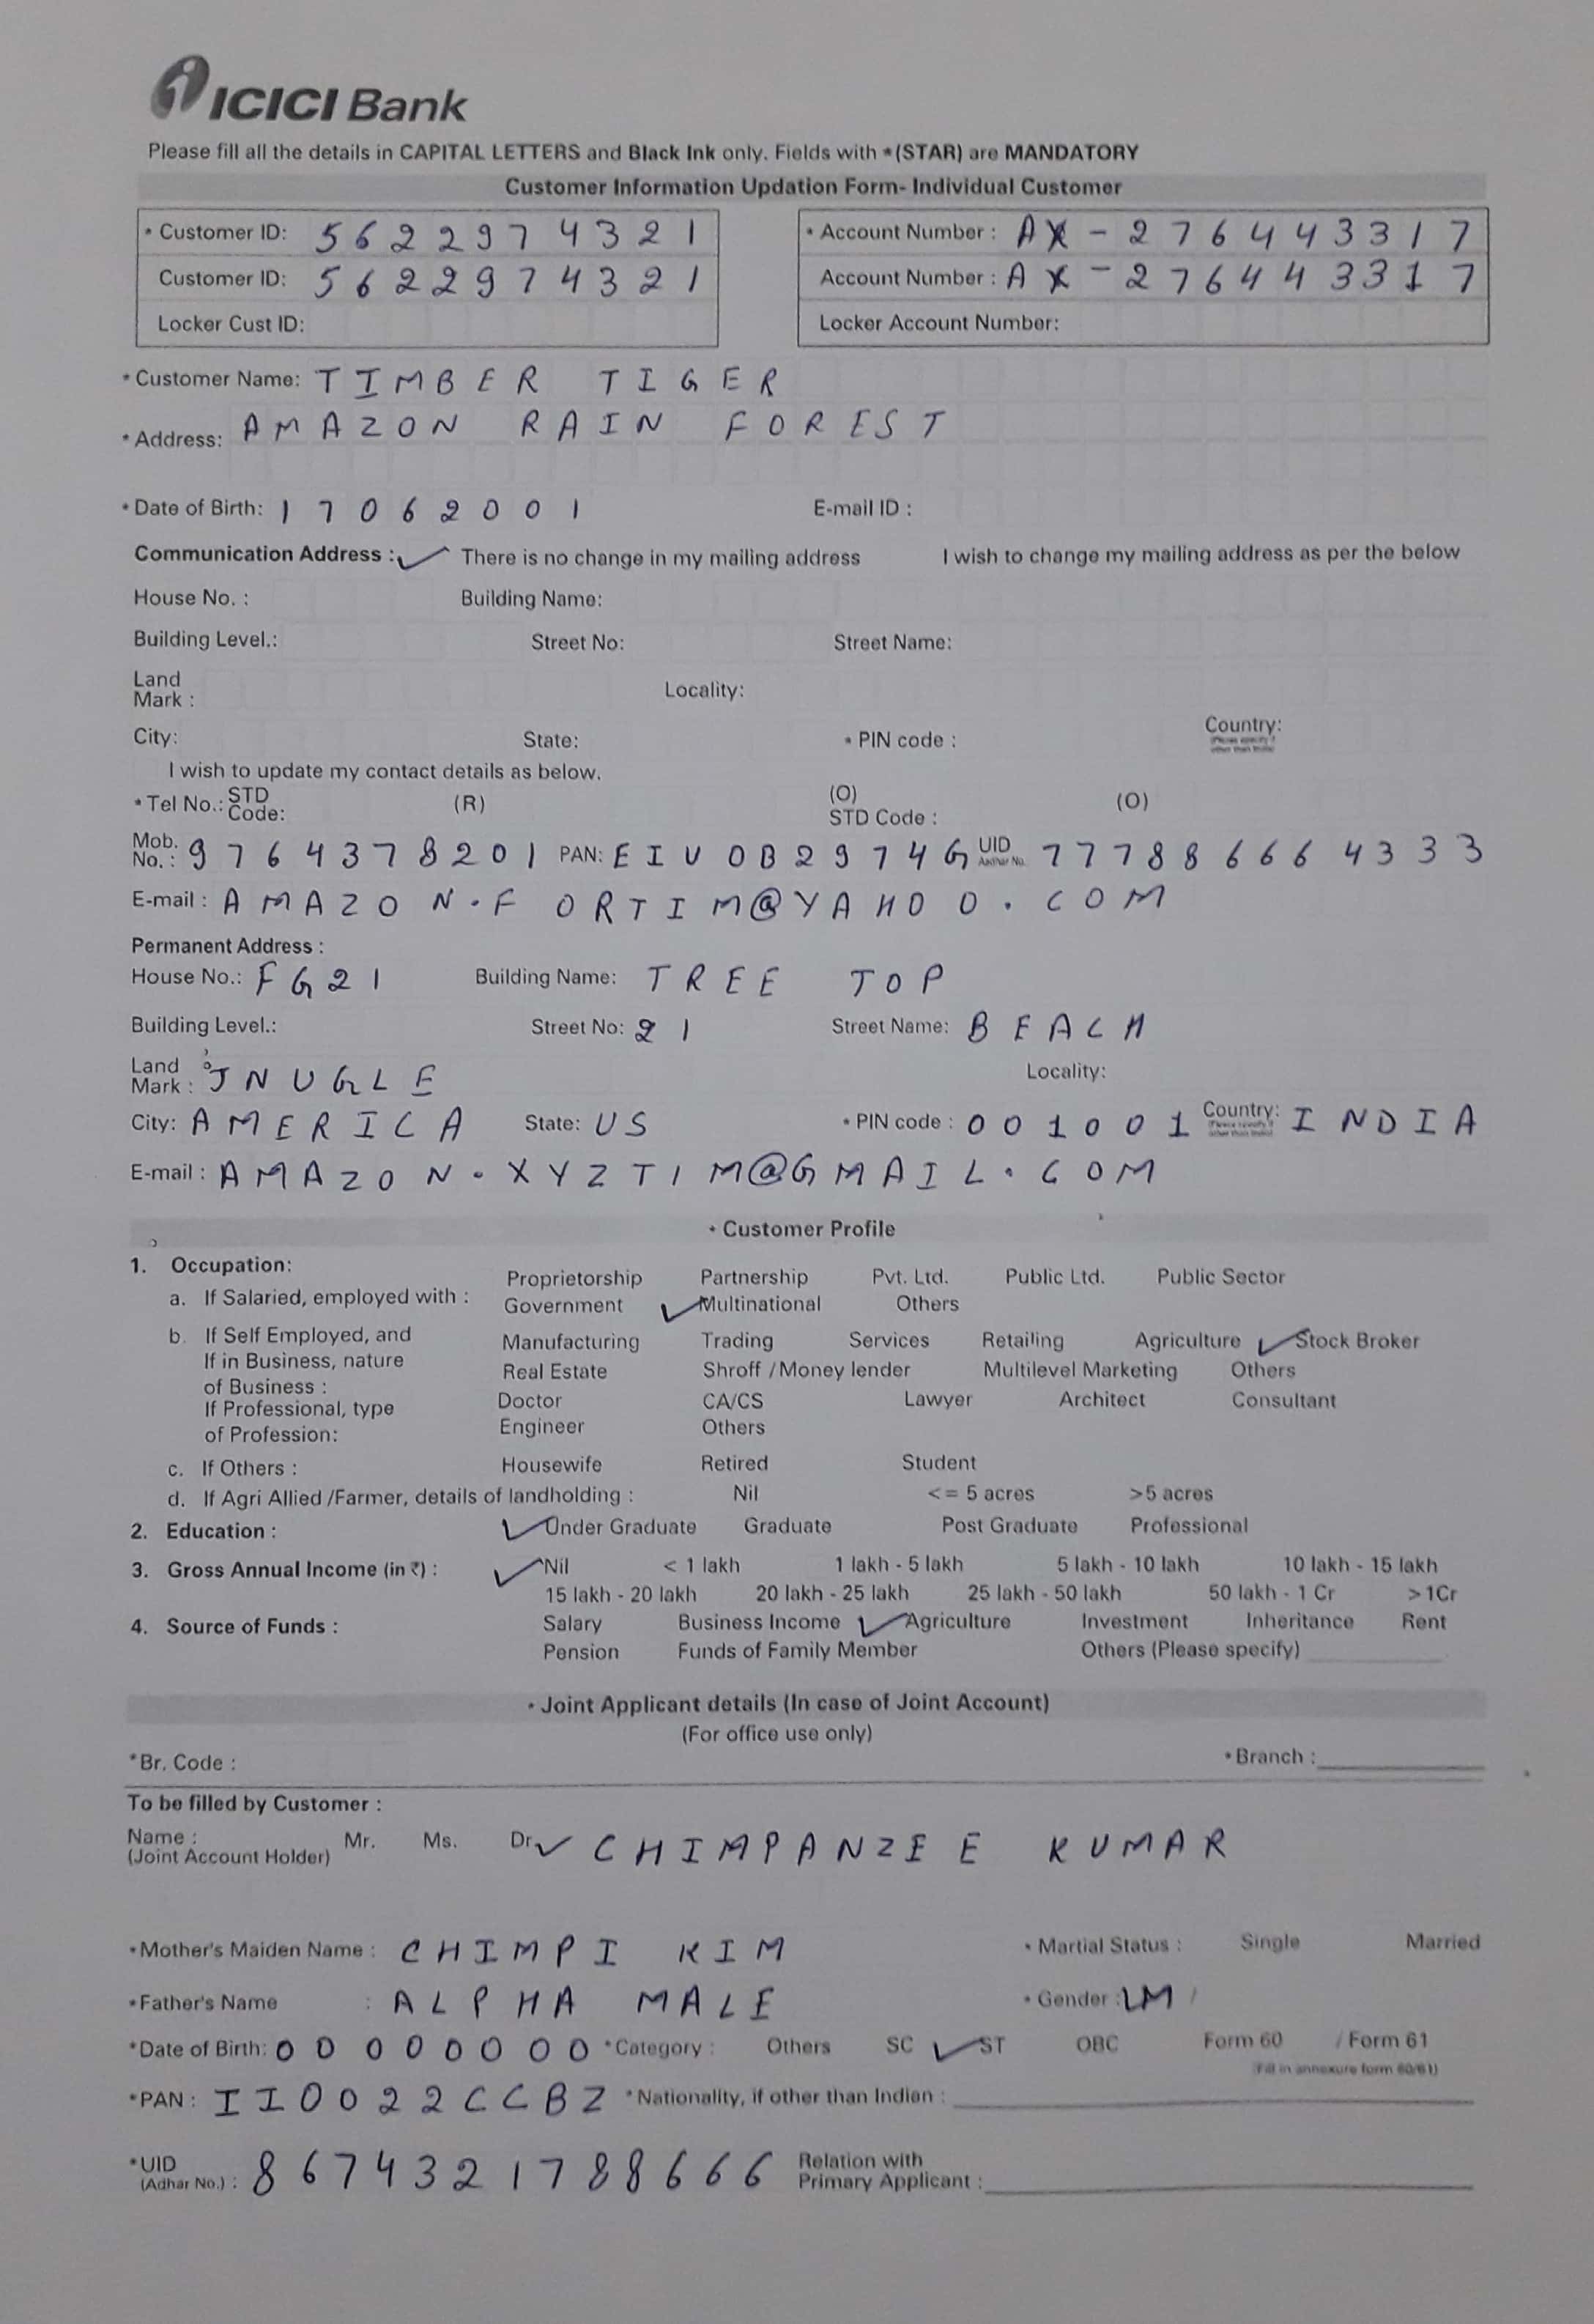 ICICI Bank
Please fill all the details in CAPITAL LETTERS and Black Ink only. Fields with *(STAR) are MANDATORY
Customer Information Updation Form- Individual Customer
* Customer ID: 5622974321 * Account Number : AX-276443317
Customer ID: 5622974321 Account Number : AX-276443317
Locker Cust ID: Locker Account Number:
* Customer Name: TIMBER TIGER
* Address: AMAZON RAIN FOREST
* Date of Birth: 17062001 E-mail ID :
Communication Address : There is no change in my mailing address I wish to change my mailing address as per the below
House No. : Building Name:
Building Level.: Street No: Street Name:
Land Mark : Locality:
City: State: * PIN code : Country:
I wish to update my contact details as below.
* Tel No.: STD Code: (R) (O) STD Code : (O)
Mob. No. : 9764378201 PAN: EIU0B2974G UID Aadhar No. 777886664333
E-mail : AMAZON.FORTIM@YAHOO.COM
Permanent Address :
House No.: FG21 Building Name: TREE TOP
Building Level.: Street No: 21 Street Name: BEACH
Land Mark : JNUGLE Locality:
City: AMERICA State: US * PIN code : 001001 Country: INDIA
E-mail : AMAZON.XYZTIM@GMAIL.COM
* Customer Profile
1. Occupation:
a. If Salaried, employed with : Proprietorship Partnership Pvt. Ltd. Public Ltd. Public Sector
Government Multinational Others
b. If Self Employed, and Manufacturing Trading Services Retailing Agriculture Stock Broker
If in Business, nature of Business : Real Estate Shroff / Money lender Multilevel Marketing Others
If Professional, type of Profession: Doctor CA/CS Lawyer Architect Consultant
Engineer Others
c. If Others : Housewife Retired Student
d. If Agri Allied /Farmer, details of landholding : Nil <= 5 acres >5 acres
2. Education : Under Graduate Graduate Post Graduate Professional
3. Gross Annual Income (in ₹) : Nil < 1 lakh 1 lakh - 5 lakh 5 lakh - 10 lakh 10 lakh - 15 lakh
15 lakh - 20 lakh 20 lakh - 25 lakh 25 lakh - 50 lakh 50 lakh - 1 Cr >1Cr
4. Source of Funds : Salary Business Income Agriculture Investment Inheritance Rent
Pension Funds of Family Member Others (Please specify)
* Joint Applicant details (In case of Joint Account)
(For office use only)
*Br. Code : * Branch :
To be filled by Customer :
Name : (Joint Account Holder) Mr. Ms. Dr. CHIMPANZEE KUMAR
* Mother's Maiden Name : CHIMPI KIM * Martial Status : Single Married
* Father's Name : ALPHA MALE * Gender : M /
*Date of Birth: 00000000 *Category : Others SC ST OBC Form 60 / Form 61
(Fill in annexure form 60/61)
*PAN : II0022CCBZ *Nationality, if other than Indian :
*UID (Adhar No.) : 8674321788666 Relation with Primary Applicant :